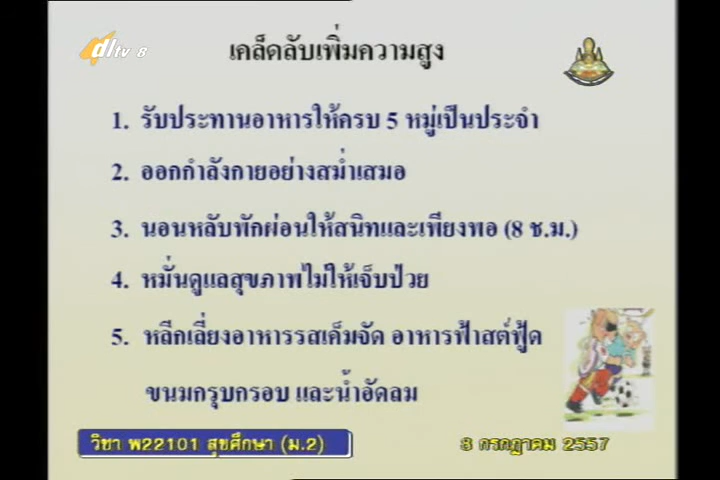 dltv 8
เคล็ดลับเพิ่มความสูง
1. รับประทานอาหารให้ครบ 5 หมู่เป็นประจำ
2. ออกกำลังกายอย่างสม่ำเสมอ
3. นอนหลับพักผ่อนให้สนิทและเพียงพอ (8 ช.ม.)
4. หมั่นดูแลสุขภาพไม่ให้เจ็บป่วย
5. หลีกเลี่ยงอาหารรสเค็มจัด อาหารฟ้าสต์ฟู้ด
ขนมกรุบกรอบ และน้ำอัดลม
วิชา พ22101 สุขศึกษา (ม.2) 3 กรกฎาคม 2557